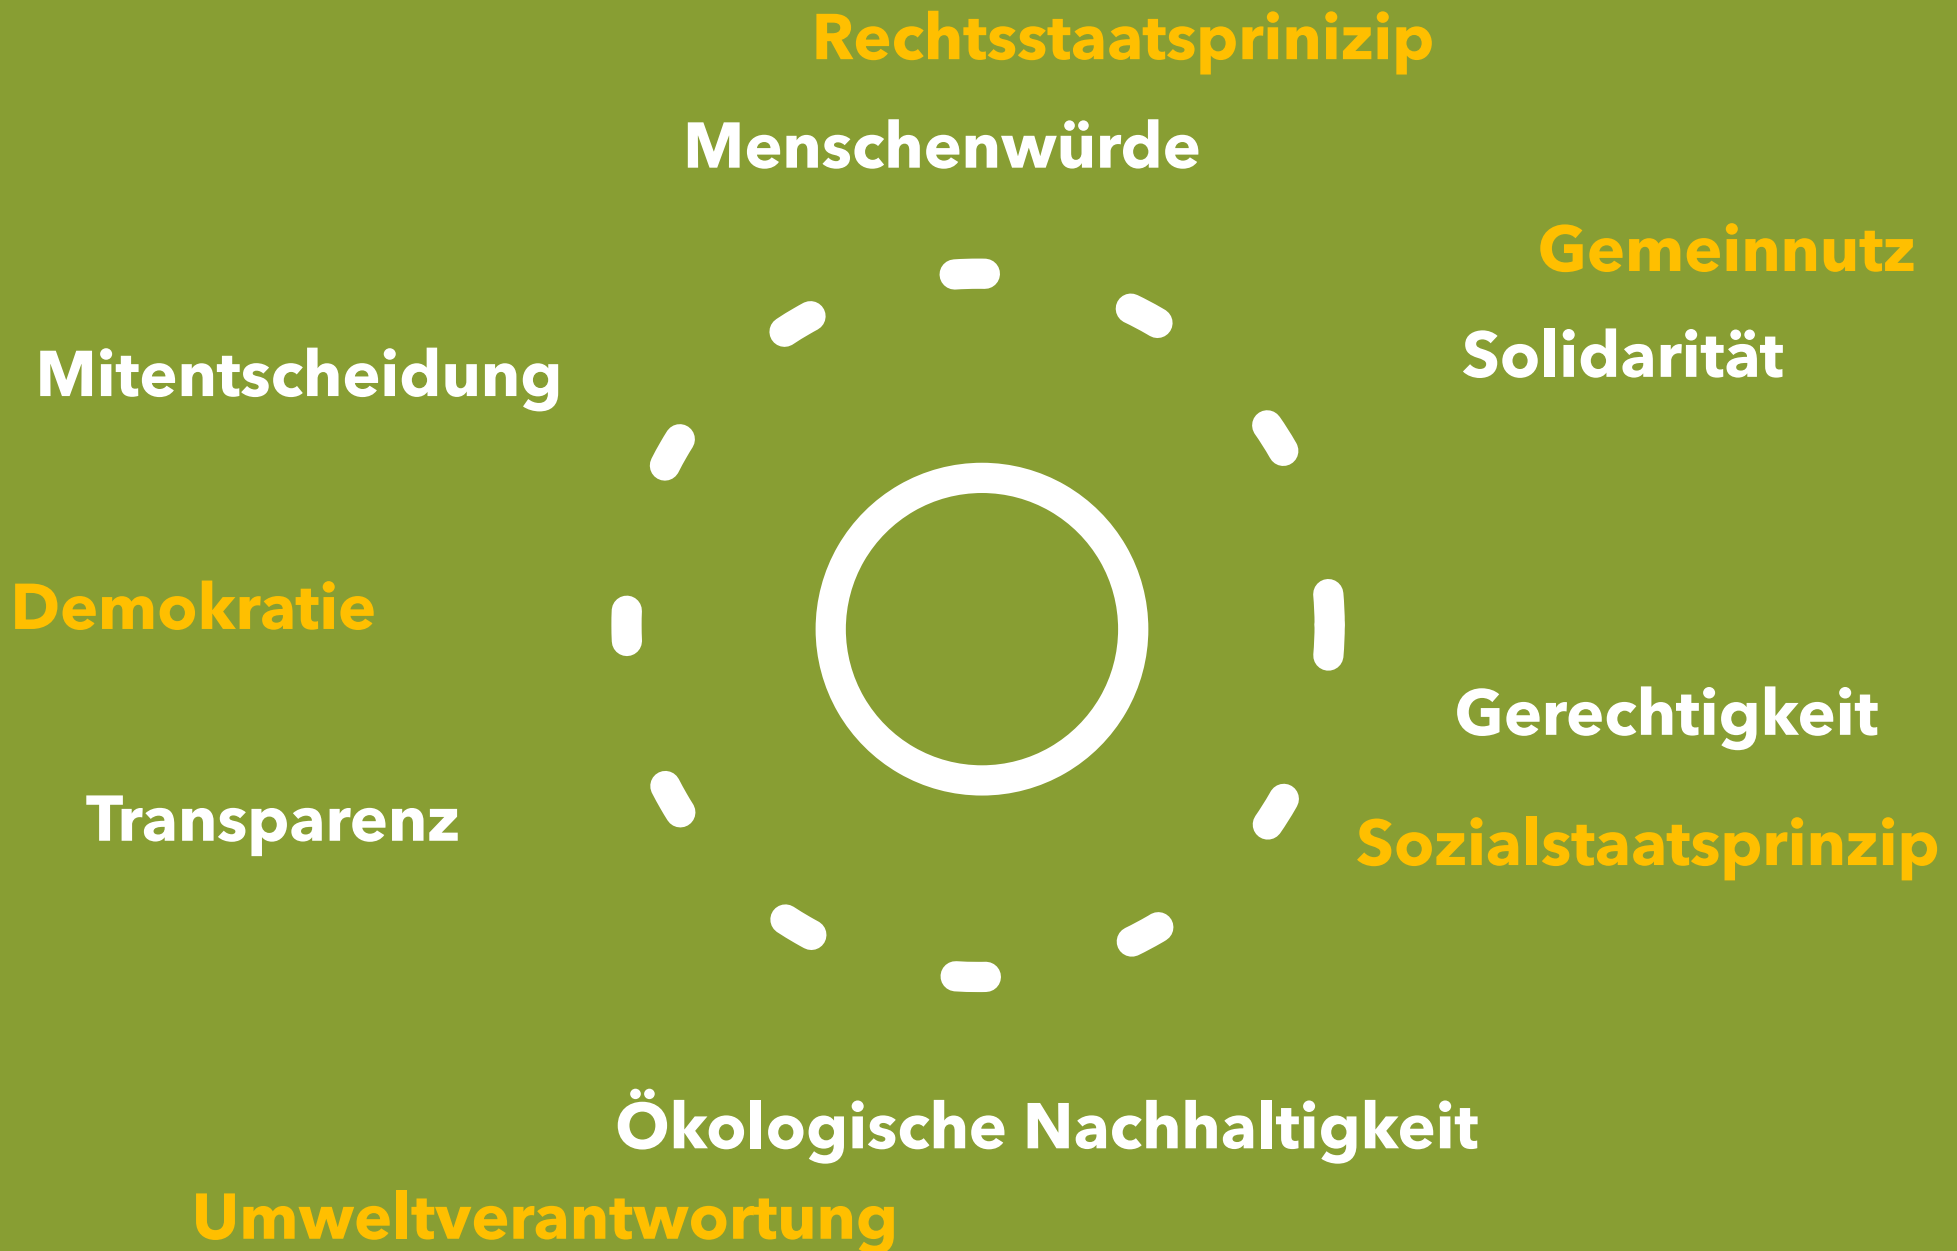 Rechtsstaatsprinizip
Menschenwürde
Gemeinnutz
Solidarität
Mitentscheidung
Demokratie
Gerechtigkeit
Transparenz
Sozialstaatsprinzip
Ökologische Nachhaltigkeit
Umweltverantwortung